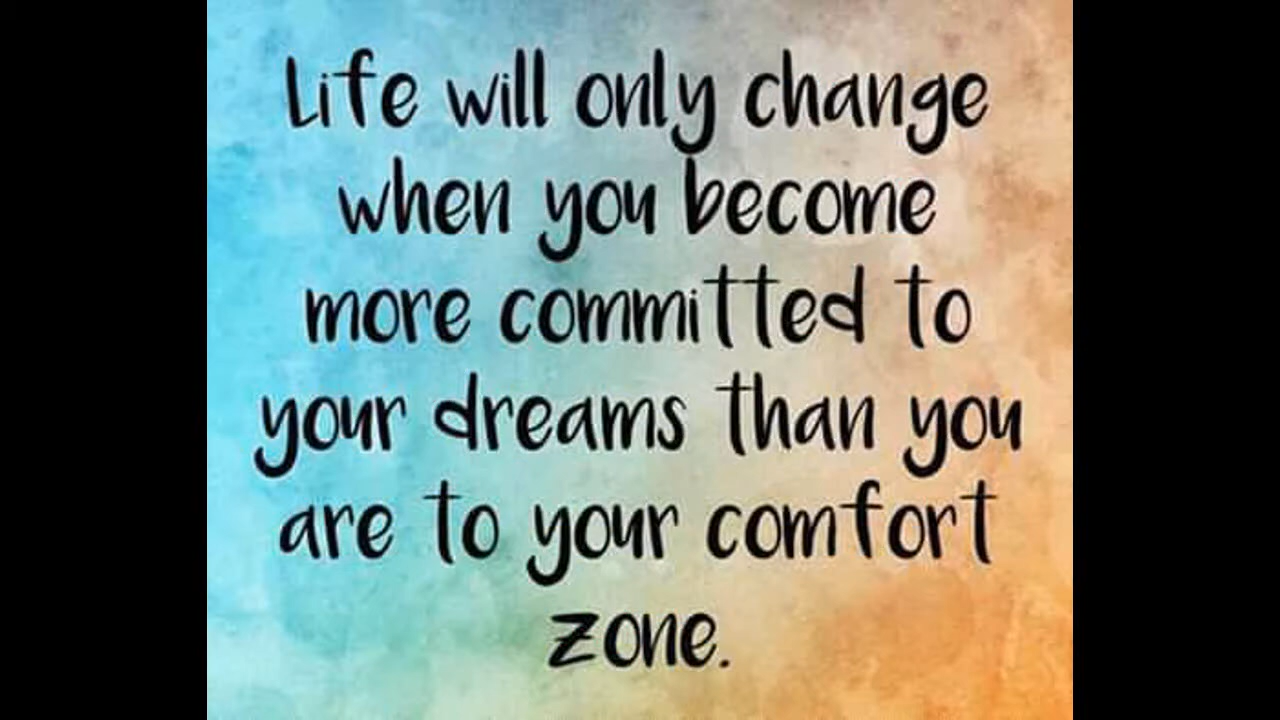 Life will only change
when you become
more committed to
your dreams than you
are to your comfort
zone.